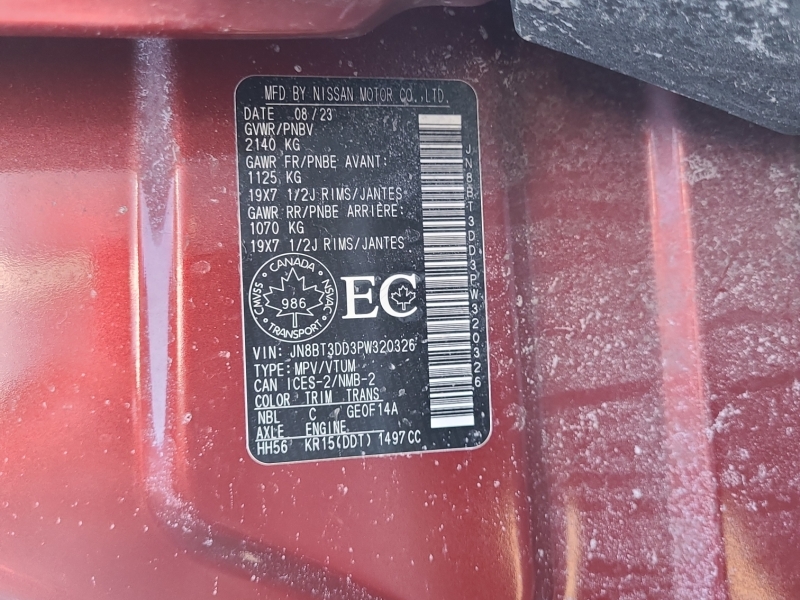 MFD BY NISSAN MOTOR CO.,LTD.
DATE 08/23
GVWR/PNBV
2140 KG
GAWR FR/PNBE AVANT:
1125 KG
19X7 1/2J RIMS/JANTES
GAWR RR/PNBE ARRIÈRE:
1070 KG
19X7 1/2J RIMS/JANTES
CANADA
CMVSS 986 NSVAC
TRANSPORT
EC
VIN: JN8BT3DD3PW320326
TYPE: MPV/VTUM
CAN ICES-2/NMB-2
COLOR TRIM TRANS
NBL C GE0F14A
AXLE ENGINE
HH56 KR15(DDT) 1497CC
JN8BT3DD3PW320326